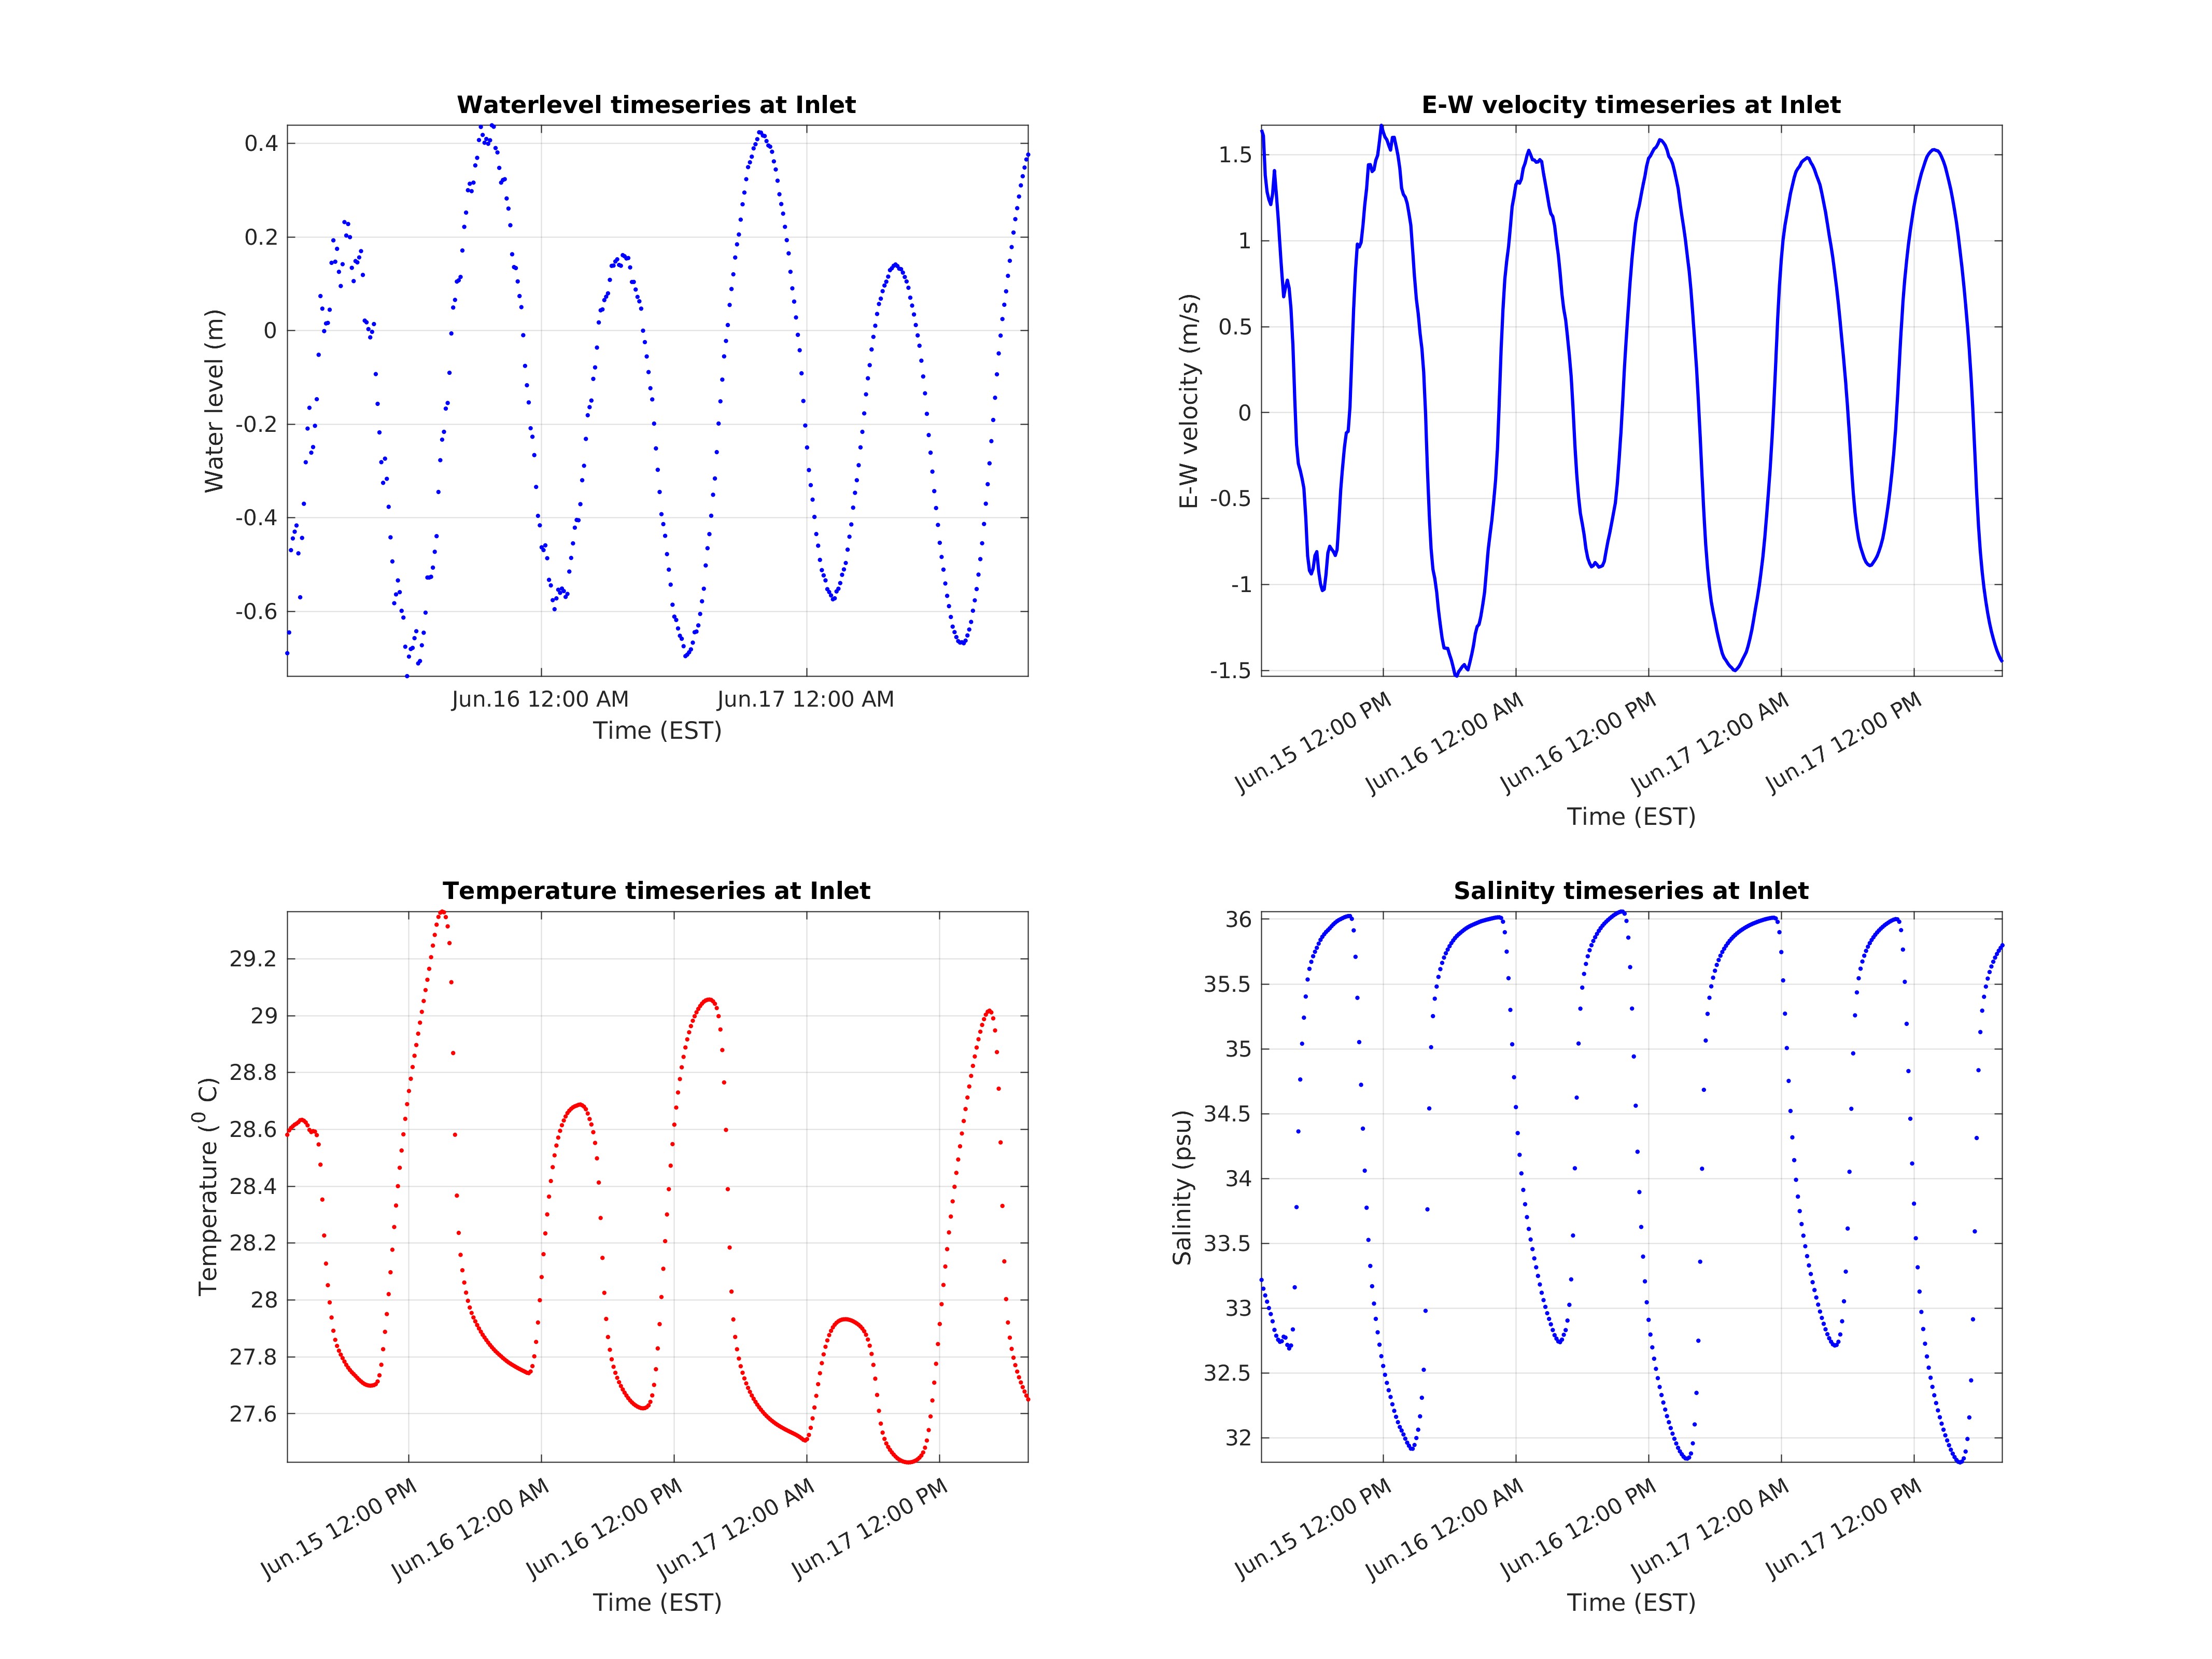 Waterlevel timeseries at Inlet
0.4
0.2
0
-0.2
-0.4
-0.6
Water level (m)
Jun.16 12:00 AM
Jun.17 12:00 AM
Time (EST)
E-W velocity timeseries at Inlet
1.5
1
0.5
0
-0.5
-1
-1.5
E-W velocity (m/s)
Jun.15 12:00 PM
Jun.16 12:00 AM
Jun.16 12:00 PM
Jun.17 12:00 AM
Jun.17 12:00 PM
Time (EST)
Temperature timeseries at Inlet
29.2
29
28.8
28.6
28.4
28.2
28
27.8
27.6
Temperature (⁰ C)
Jun.15 12:00 PM
Jun.16 12:00 AM
Jun.16 12:00 PM
Jun.17 12:00 AM
Jun.17 12:00 PM
Time (EST)
Salinity timeseries at Inlet
36
35.5
35
34.5
34
33.5
33
32.5
32
Salinity (psu)
Jun.15 12:00 PM
Jun.16 12:00 AM
Jun.16 12:00 PM
Jun.17 12:00 AM
Jun.17 12:00 PM
Time (EST)